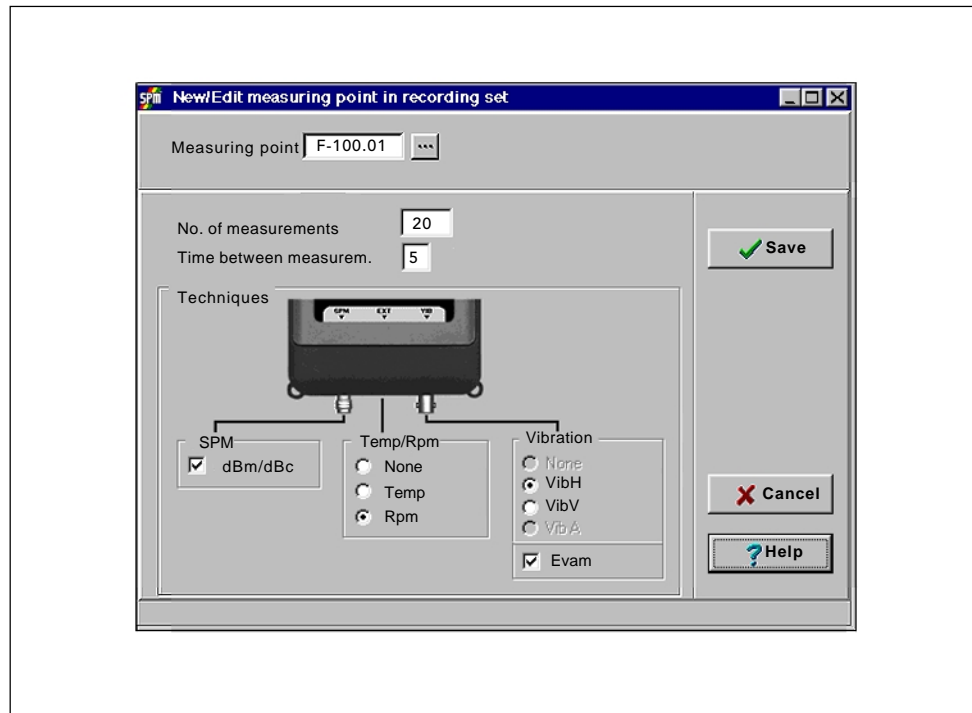 SPM New/Edit measuring point in recording set
Measuring point F-100.01 ...
No. of measurements 20
Time between measurem. 5
Save
Techniques
SPM EXT VIB
SPM
dBm/dBc
Temp/Rpm
None
Temp
Rpm
Vibration
None
VibH
VibV
Vib A
Evam
Cancel
Help